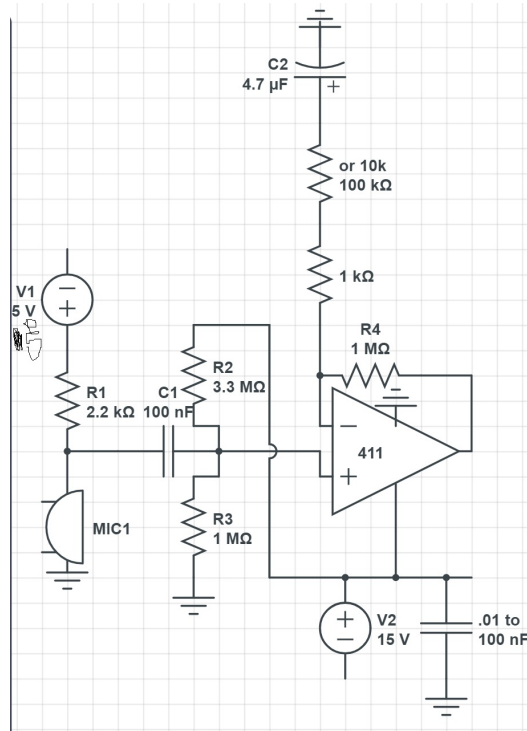 C2
4.7 μF
+
or 10k
100 kΩ
1 kΩ
V1
5 V
−
+
R4
1 MΩ
R1
2.2 kΩ
C1
100 nF
R2
3.3 MΩ
−
411
+
MIC1
R3
1 MΩ
+
−
V2
15 V
.01 to
100 nF